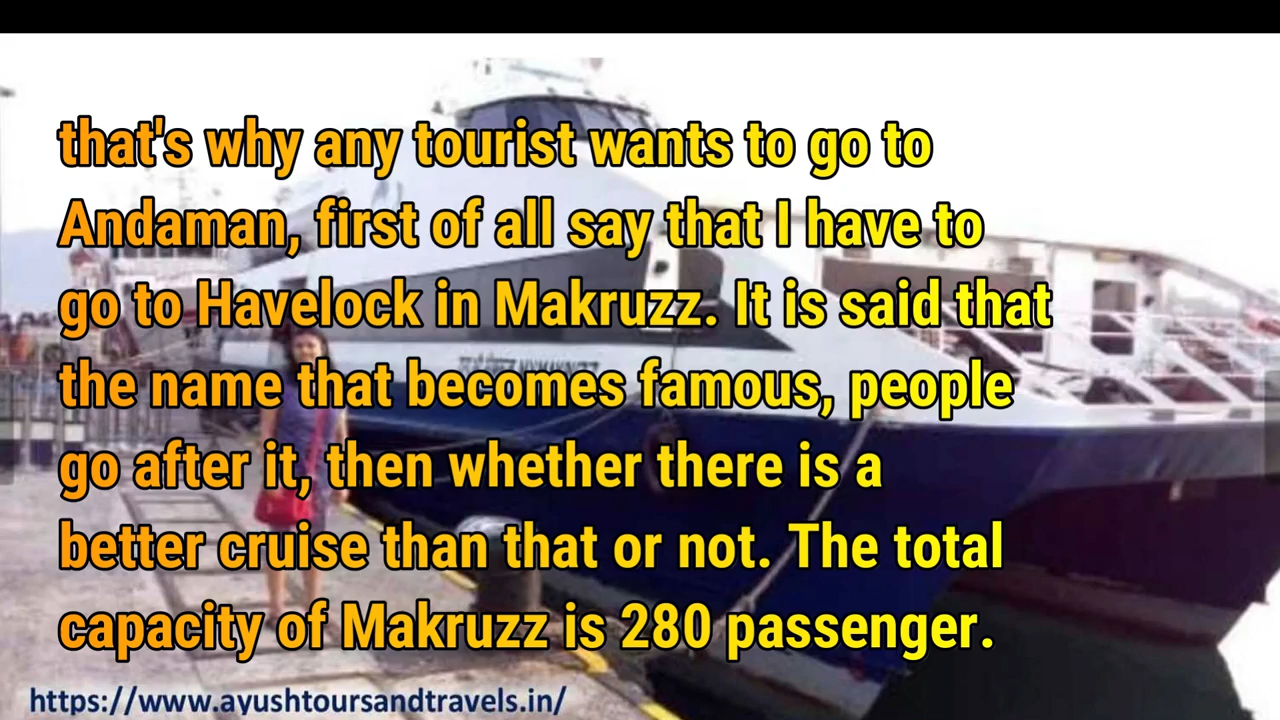 that's why any tourist wants to go to
Andaman, first of all say that I have to
go to Havelock in Makruzz. It is said that
the name that becomes famous, people
go after it, then whether there is a
better cruise than that or not. The total
capacity of Makruzz is 280 passenger.
https://www.ayushtoursandtravels.in/